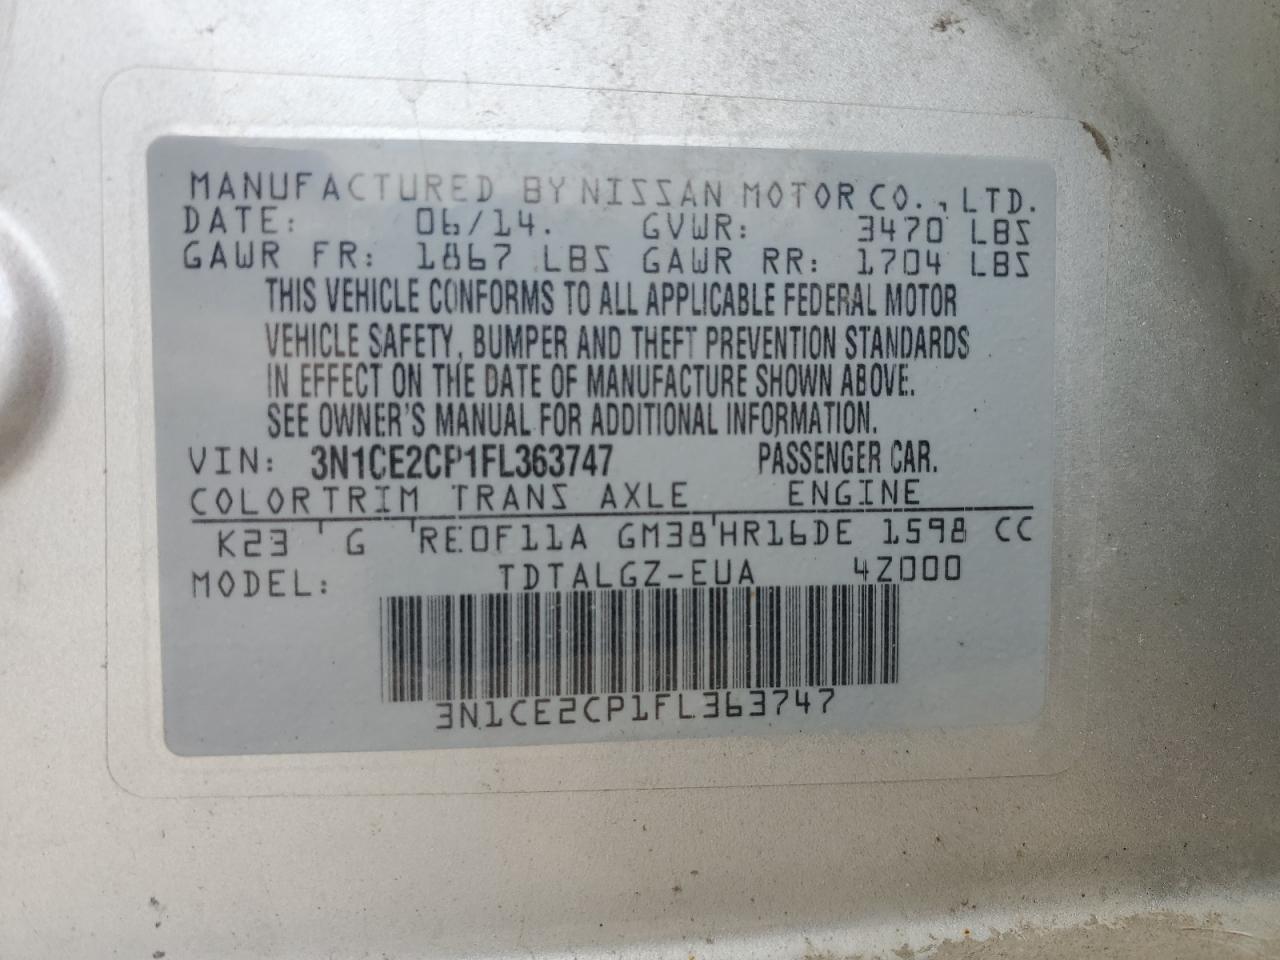 MANUFACTURED BY NISSAN MOTOR CO., LTD.
DATE: 06/14. GVWR: 3470 LBS
GAWR FR: 1867 LBS GAWR RR: 1704 LBS
THIS VEHICLE CONFORMS TO ALL APPLICABLE FEDERAL MOTOR
VEHICLE SAFETY, BUMPER AND THEFT PREVENTION STANDARDS
IN EFFECT ON THE DATE OF MANUFACTURE SHOWN ABOVE.
SEE OWNER'S MANUAL FOR ADDITIONAL INFORMATION.
VIN: 3N1CE2CP1FL363747 PASSENGER CAR.
COLOR TRIM TRANS AXLE ENGINE
K23 G RE0F11A GM38 HR16DE 1598 CC
MODEL: TDTALGZ-EUA 4Z000
3N1CE2CP1FL363747